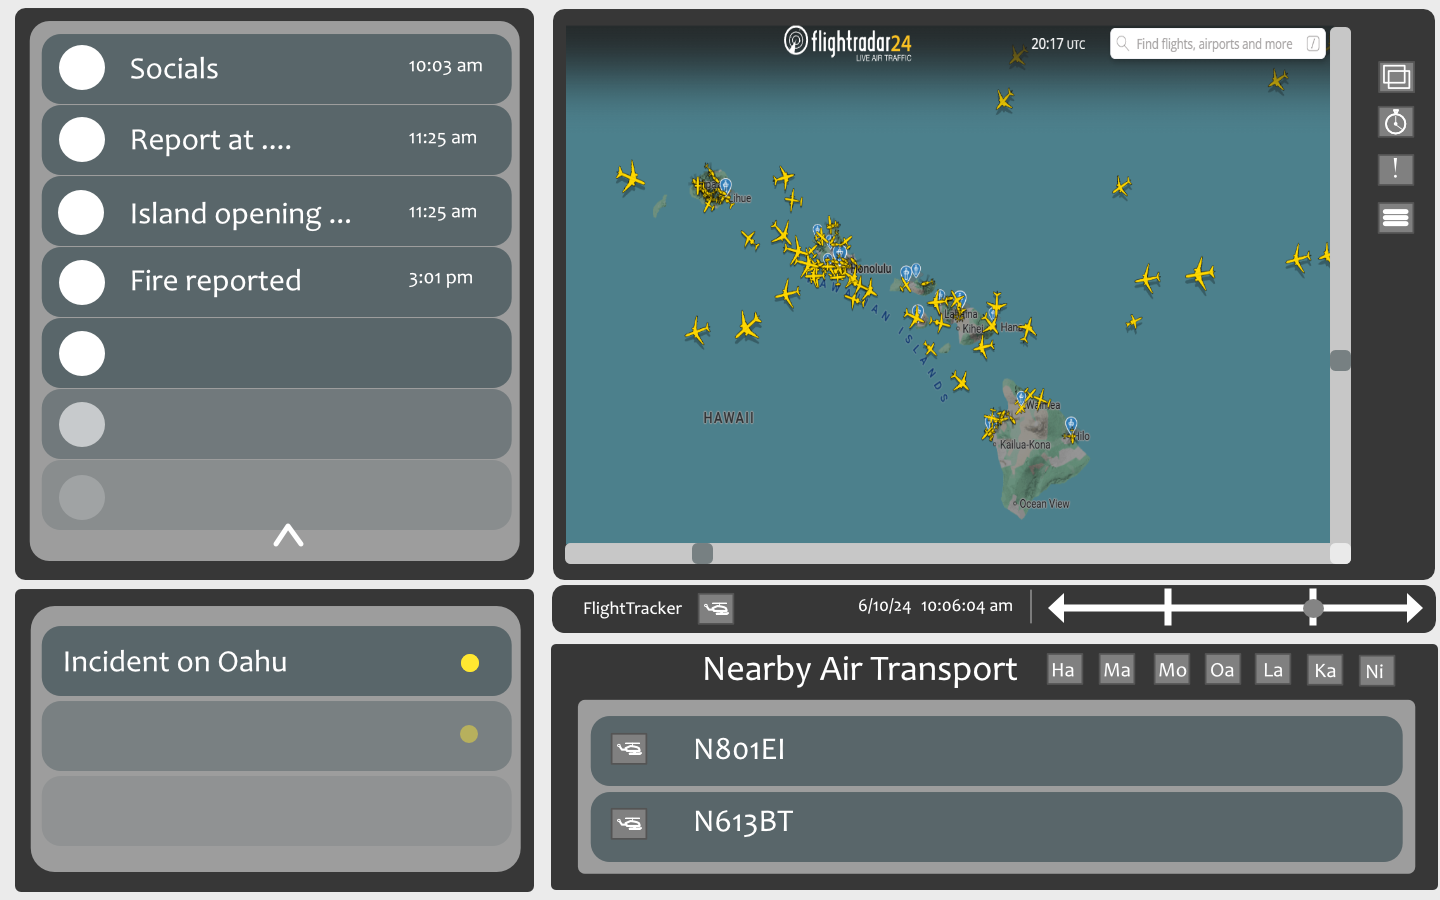 Socials
10:03 am
Report at ....
11:25 am
Island opening ...
11:25 am
Fire reported
3:01 pm
Incident on Oahu
flightradar24
LIVE AIR TRAFFIC
20:17 UTC
Find flights, airports and more
/
Lihue
Honolulu
HAWAIIAN ISLANDS
Lahaina
Kihei
Hana
HAWAII
Waimea
Hilo
Kailua-Kona
Ocean View
!
FlightTracker
6/10/24 10:06:04 am
Nearby Air Transport
Ha
Ma
Mo
Oa
La
Ka
Ni
N801EI
N613BT